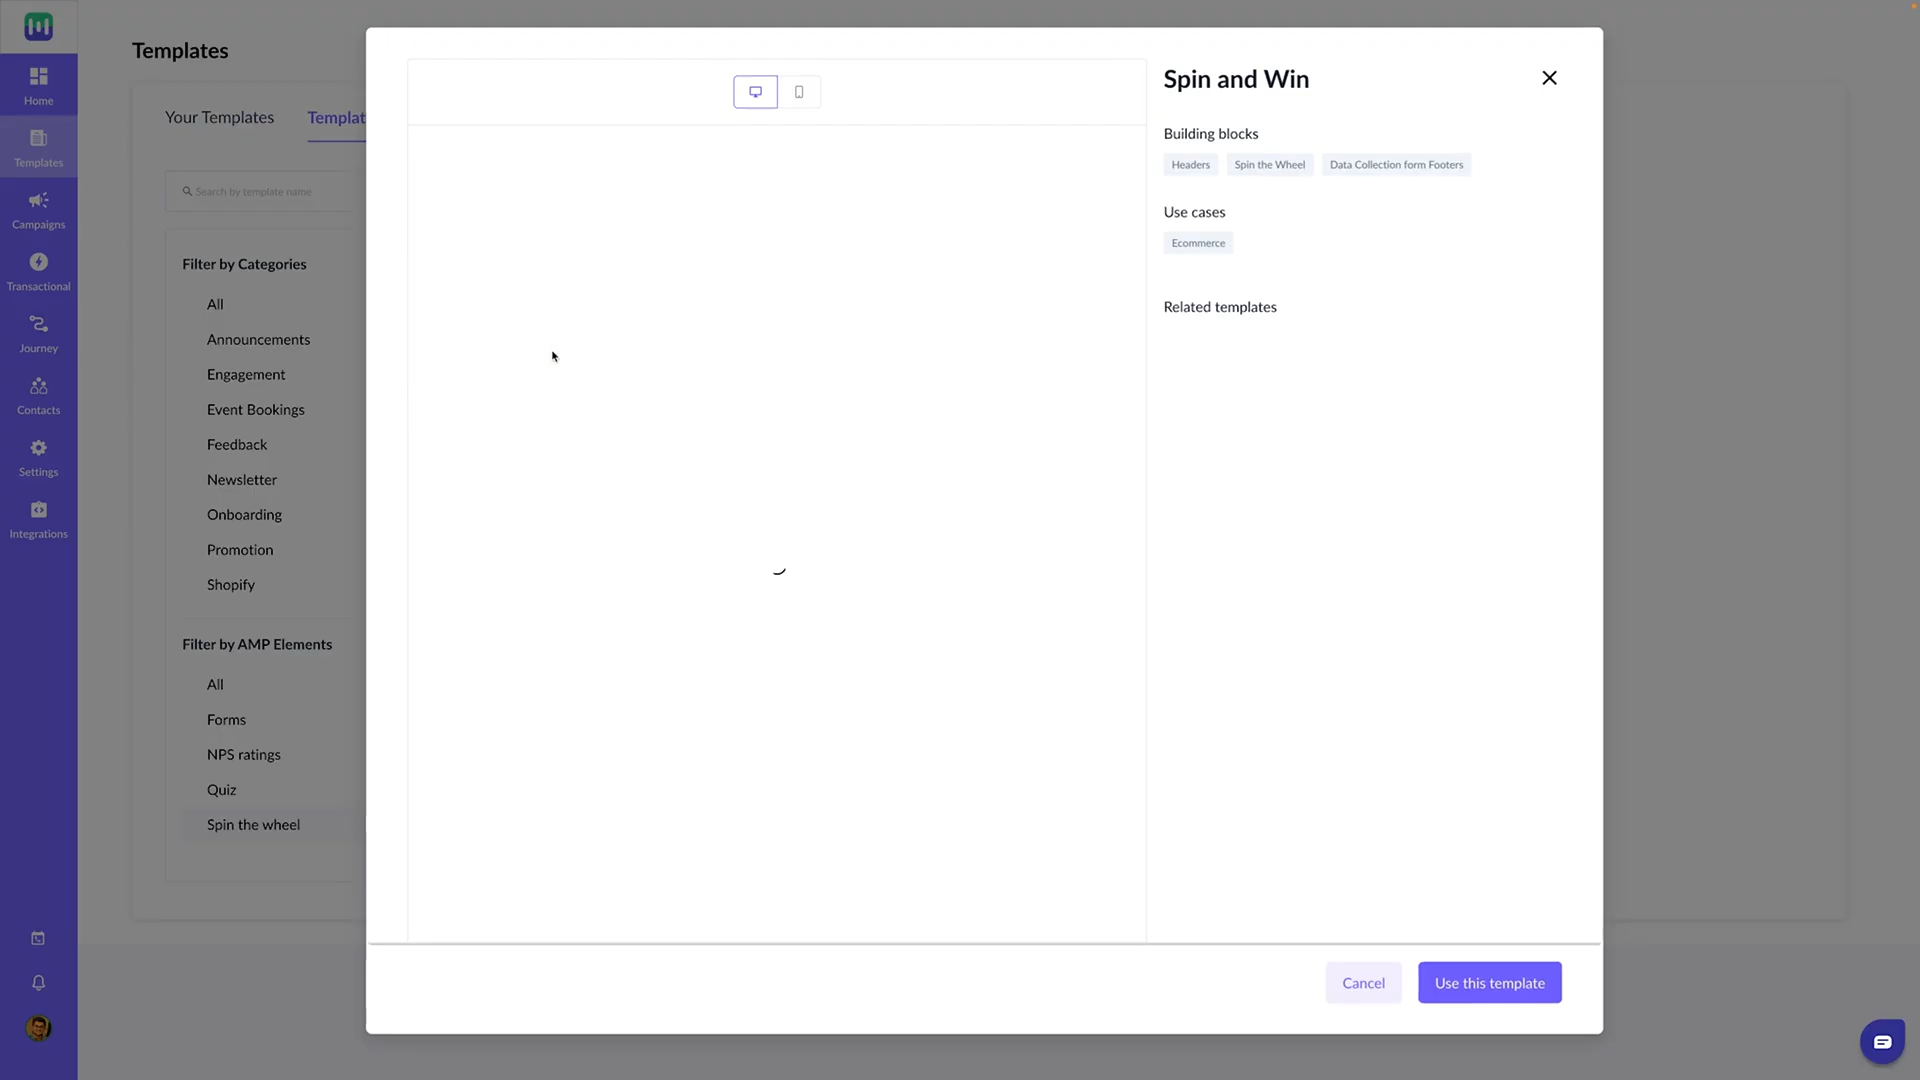 Home
Templates
Campaigns
Transactional
Journey
Contacts
Settings
Integrations
Templates
Your Templates
Templat
Search by template name
Filter by Categories
All
Announcements
Engagement
Event Bookings
Feedback
Newsletter
Onboarding
Promotion
Shopify
Filter by AMP Elements
All
Forms
NPS ratings
Quiz
Spin the wheel
Spin and Win
Building blocks
Headers Spin the Wheel Data Collection form Footers
Use cases
Ecommerce
Related templates
Cancel Use this template